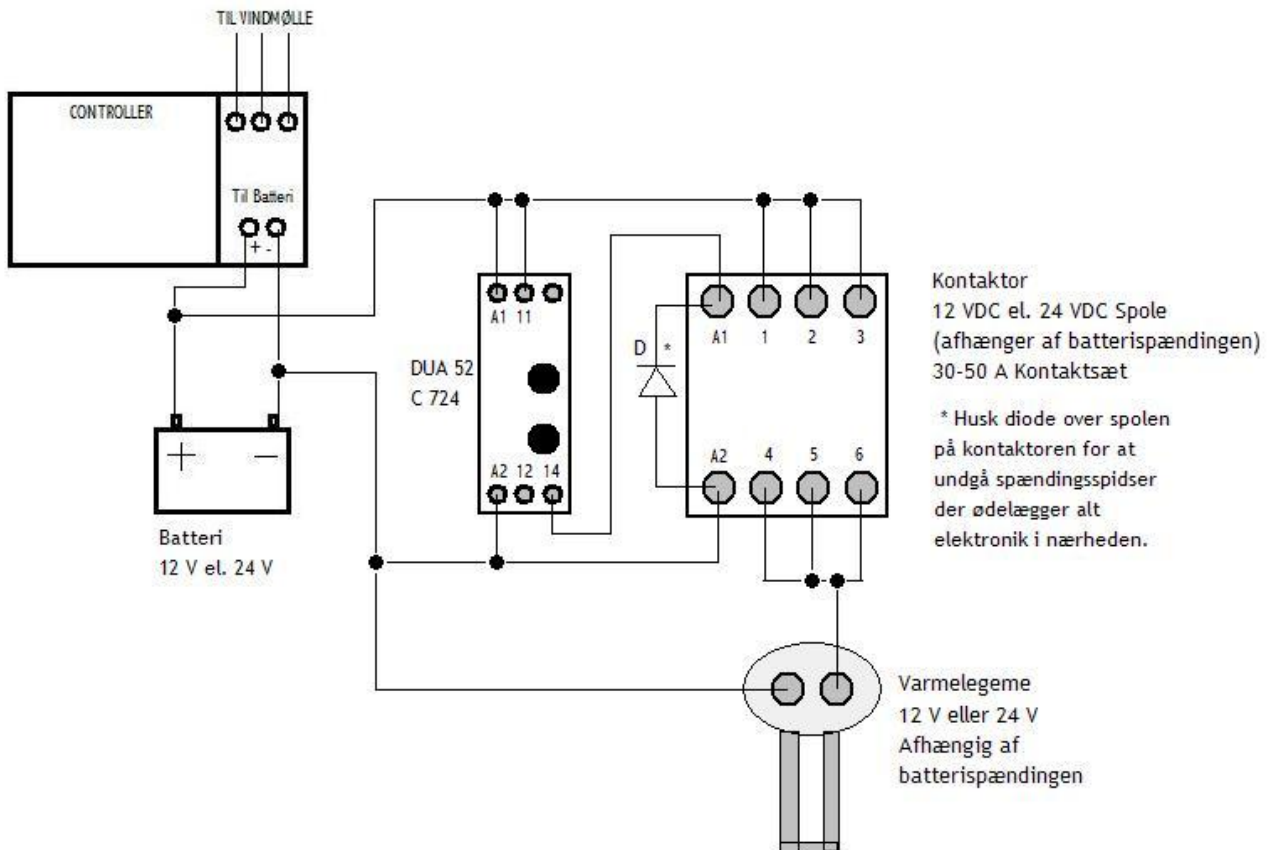 TIL VINDMØLLE
CONTROLLER
Til Batteri
+ -
A1 11
DUA 52
C 724
A2 12 14
D *
A1 1 2 3
A2 4 5 6
Kontaktor
12 VDC el. 24 VDC Spole
(afhænger af batterispændingen)
30-50 A Kontaktsæt
* Husk diode over spolen
på kontaktoren for at
undgå spændingsspidser
der ødelægger alt
elektronik i nærheden.
+ −
Batteri
12 V el. 24 V
Varmelegeme
12 V eller 24 V
Afhængig af
batterispændingen